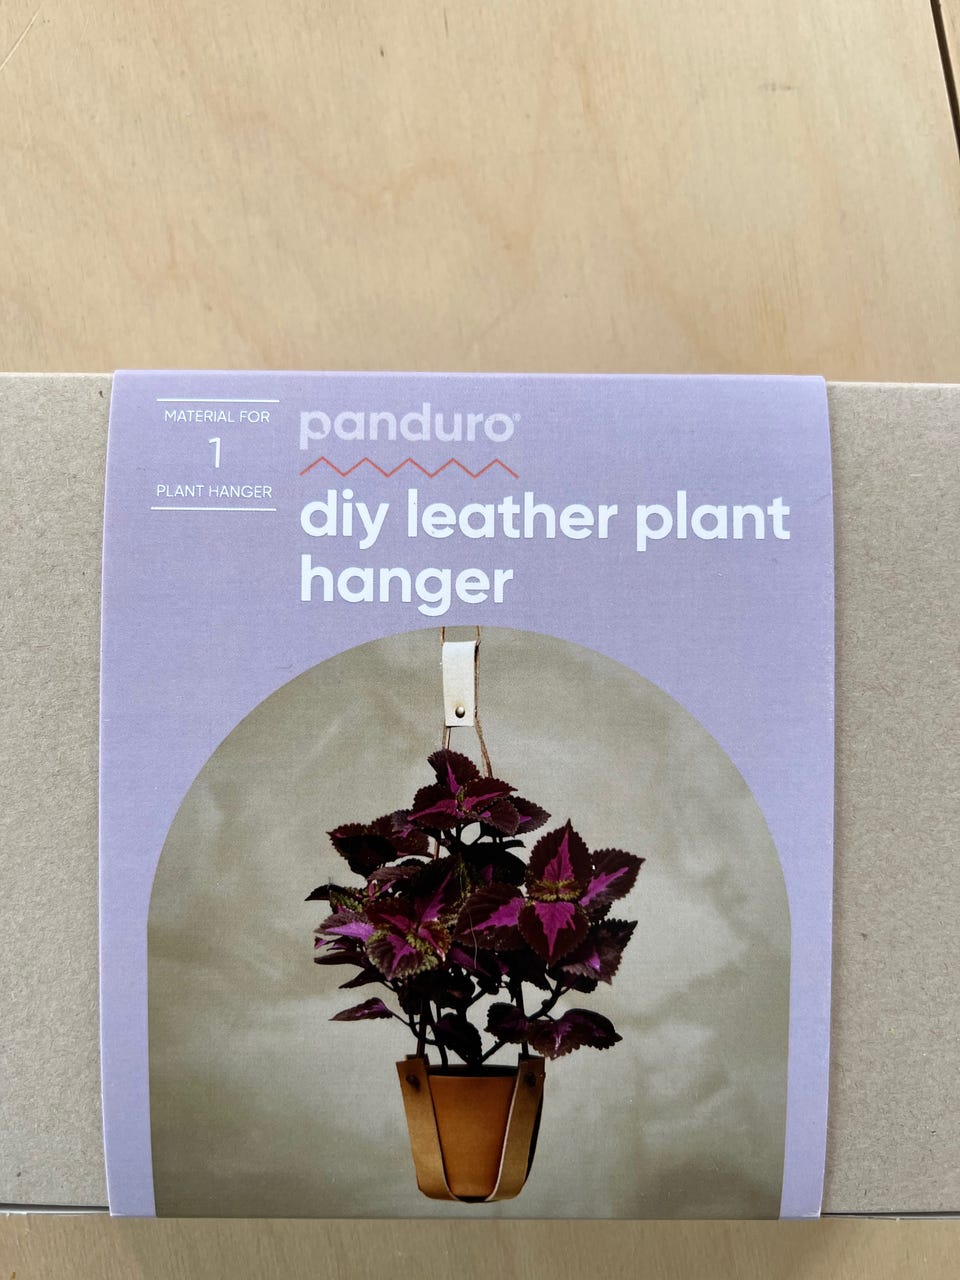 MATERIAL FOR
1
PLANT HANGER
panduro®
diy leather plant
hanger